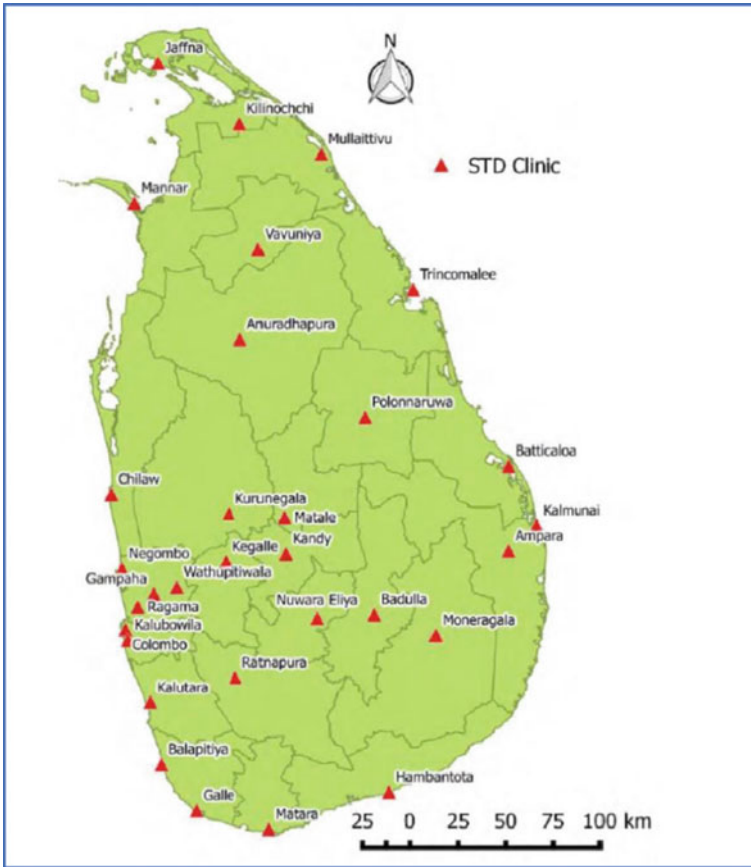 Jaffna
N
Kilinochchi
Mullaittivu
STD Clinic
Mannar
Vavuniya
Trincomalee
Anuradhapura
Polonnaruwa
Batticaloa
Chilaw
Kurunegala
Matale
Kalmunai
Kandy
Ampara
Negombo
Kegalle
Gampaha
Wathupitiwala
Ragama
Nuwara Eliya
Badulla
Moneragala
Kalubowila
Colombo
Ratnapura
Kalutara
Balapitiya
Hambantota
Galle
Matara
25 0 25 50 75 100 km